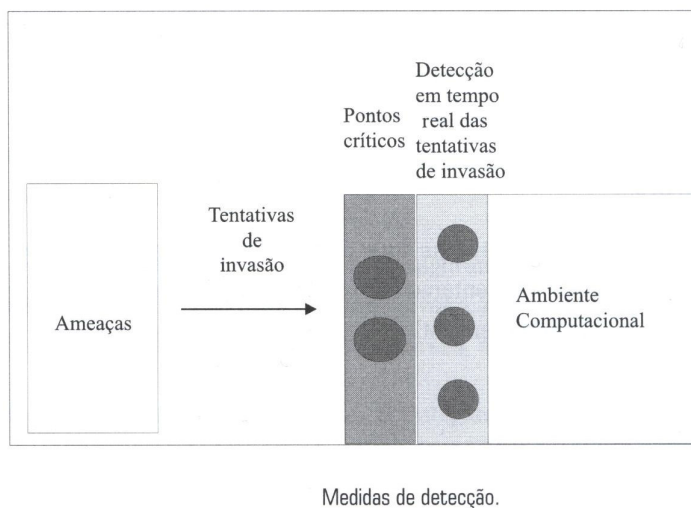 Detecção
em tempo
real das
tentativas
de invasão
Pontos
críticos
Tentativas
de
invasão
Ameaças
Ambiente
Computacional
Medidas de detecção.